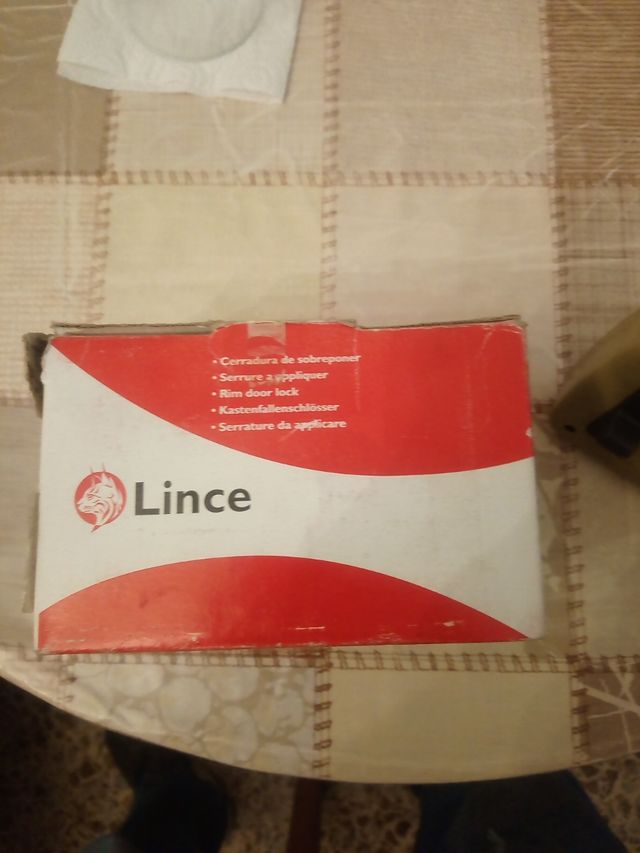 • Cerradura de sobreponer
• Serrure a appliquer
• Rim door lock
• Kastenfallenschlösser
• Serrature da applicare
Lince